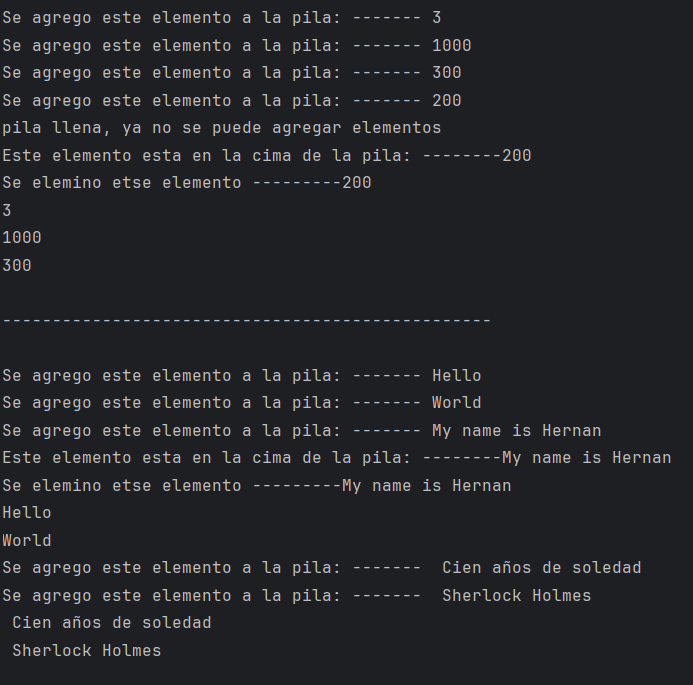 Se agrego este elemento a la pila: ------- 3
Se agrego este elemento a la pila: ------- 1000
Se agrego este elemento a la pila: ------- 300
Se agrego este elemento a la pila: ------- 200
pila llena, ya no se puede agregar elementos
Este elemento esta en la cima de la pila: --------200
Se elemino etse elemento ---------200
3
1000
300
-------------------------------------------------
Se agrego este elemento a la pila: ------- Hello
Se agrego este elemento a la pila: ------- World
Se agrego este elemento a la pila: ------- My name is Hernan
Este elemento esta en la cima de la pila: --------My name is Hernan
Se elemino etse elemento ---------My name is Hernan
Hello
World
Se agrego este elemento a la pila: -------  Cien años de soledad
Se agrego este elemento a la pila: -------  Sherlock Holmes
 Cien años de soledad
 Sherlock Holmes